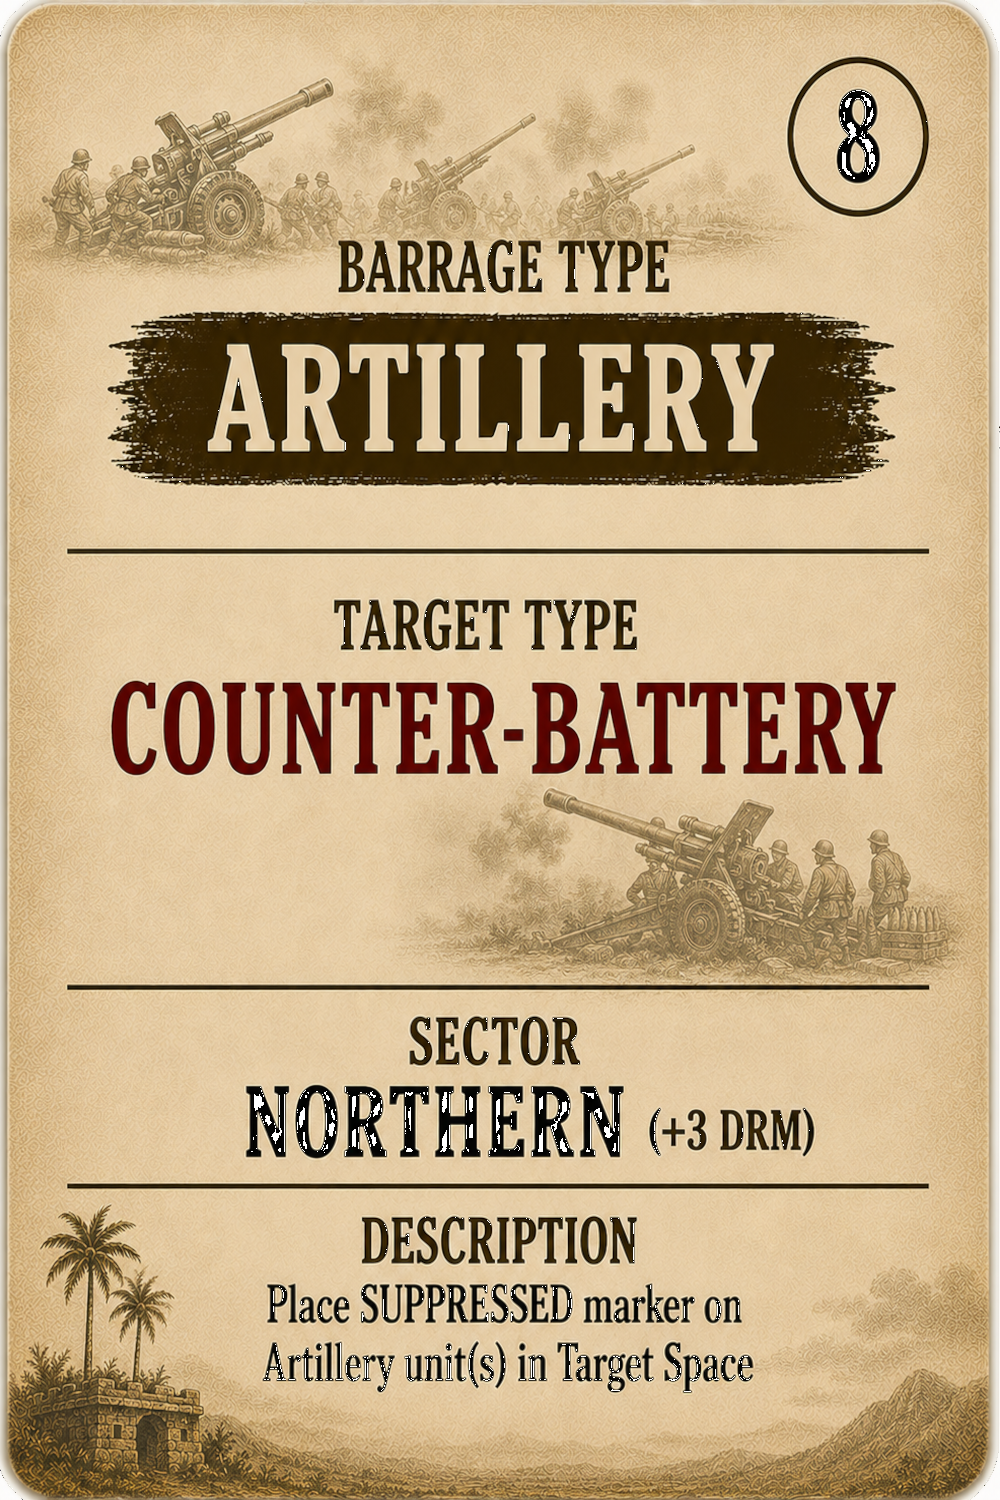 8
BARRAGE TYPE
ARTILLERY
TARGET TYPE
COUNTER-BATTERY
SECTOR
NORTHERN (+3 DRM)
DESCRIPTION
Place SUPPRESSED marker on
Artillery unit(s) in Target Space